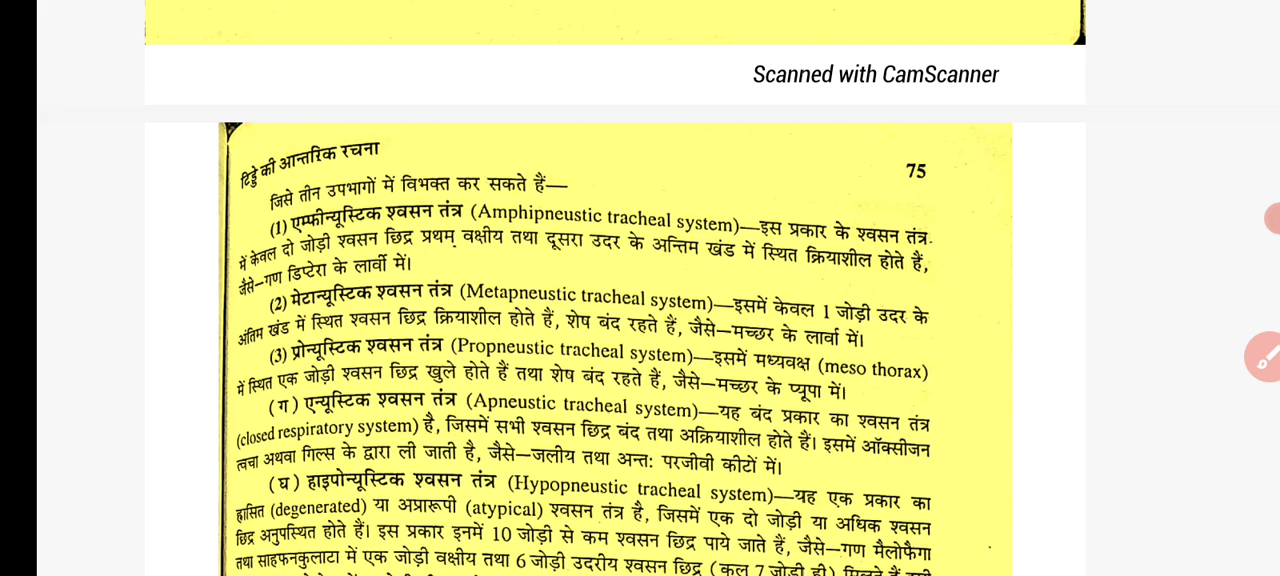 Scanned with CamScanner
टिड्डे की आन्तरिक रचना
75
जिसे तीन उपभागों में विभक्त कर सकते हैं—
(1) एम्फीन्यूस्टिक श्वसन तंत्र (Amphipneustic tracheal system)—इस प्रकार के श्वसन तंत्र
में केवल दो जोड़ी श्वसन छिद्र प्रथम् वक्षीय तथा दूसरा उदर के अन्तिम खंड में स्थित क्रियाशील होते हैं,
जैसे—गण डिप्टेरा के लार्वी में।
(2) मेटान्यूस्टिक श्वसन तंत्र (Metapneustic tracheal system)—इसमें केवल 1 जोड़ी उदर के
अंतिम खंड में स्थित श्वसन छिद्र क्रियाशील होते हैं, शेष बंद रहते हैं, जैसे—मच्छर के लार्वा में।
(3) प्रोन्यूस्टिक श्वसन तंत्र (Propneustic tracheal system)—इसमें मध्यवक्ष (meso thorax)
में स्थित एक जोड़ी श्वसन छिद्र खुले होते हैं तथा शेष बंद रहते हैं, जैसे—मच्छर के प्यूपा में।
(ग) एन्यूस्टिक श्वसन तंत्र (Apneustic tracheal system)—यह बंद प्रकार का श्वसन तंत्र
(closed respiratory system) है, जिसमें सभी श्वसन छिद्र बंद तथा अक्रियाशील होते हैं। इसमें ऑक्सीजन
त्वचा अथवा गिल्स के द्वारा ली जाती है, जैसे—जलीय तथा अन्त: परजीवी कीटों में।
(घ) हाइपोन्यूस्टिक श्वसन तंत्र (Hypopneustic tracheal system)—यह एक प्रकार का
ह्रासित (degenerated) या अप्रारूपी (atypical) श्वसन तंत्र है, जिसमें एक दो जोड़ी या अधिक श्वसन
छिद्र अनुपस्थित होते हैं। इस प्रकार इनमें 10 जोड़ी से कम श्वसन छिद्र पाये जाते हैं, जैसे—गण मैलोफैगा
तथा साहफनकुलाटा में एक जोड़ी वक्षीय तथा 6 जोड़ी उदरीय श्वसन छिद्र (कुल 7 जोड़ी ही) मिलते हैं